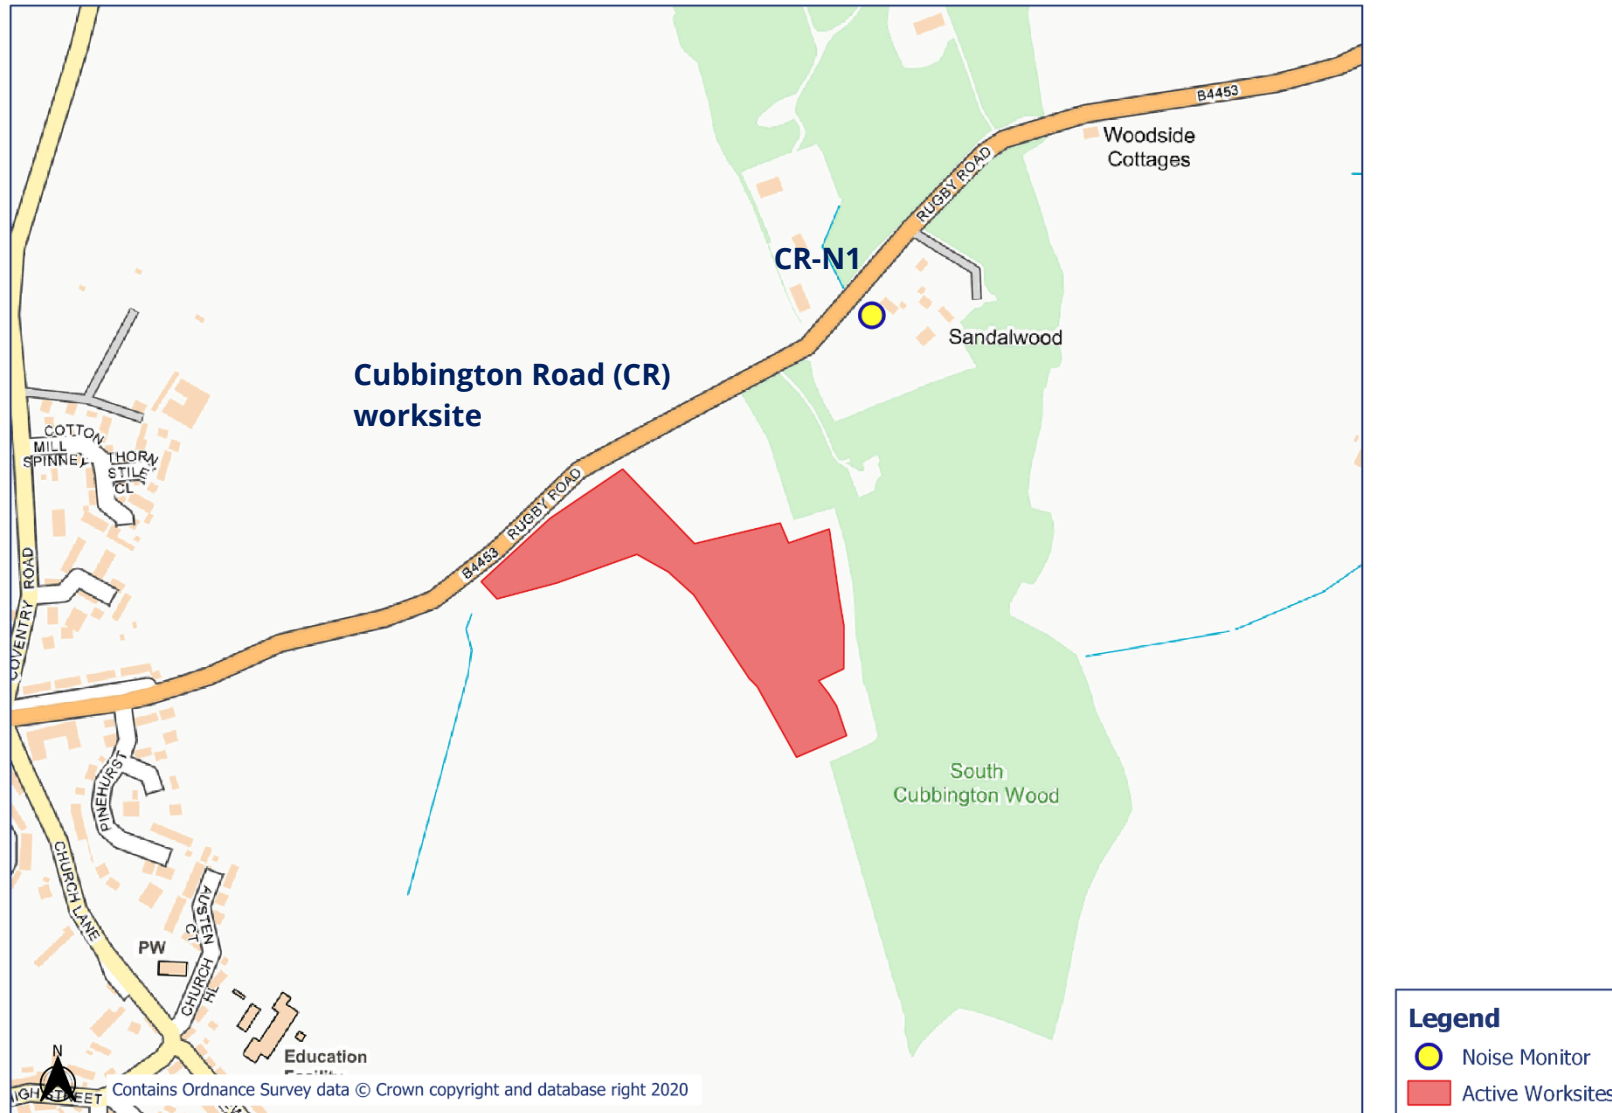 B4453
Woodside
Cottages
RUGBY ROAD
CR-N1
Sandalwood
Cubbington Road (CR)
worksite
COTTON
MILL
SPINNEY
THORN
STILE
CL
RUGBY ROAD
B4453
COVENTRY ROAD
PINEHURST
South
Cubbington Wood
CHURCH LANE
AUSTEN
CT
PW
CHURCH
HL
Education
N
STREET
Contains Ordnance Survey data © Crown copyright and database right 2020
Legend
Noise Monitor
Active Worksites